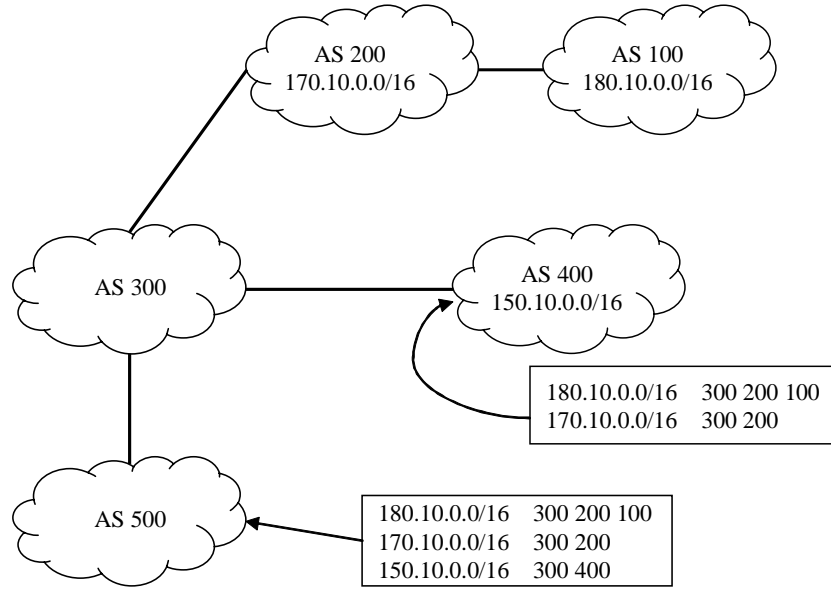 AS 200
170.10.0.0/16
AS 100
180.10.0.0/16
AS 300
AS 400
150.10.0.0/16
180.10.0.0/16 300 200 100
170.10.0.0/16 300 200
AS 500
180.10.0.0/16 300 200 100
170.10.0.0/16 300 200
150.10.0.0/16 300 400